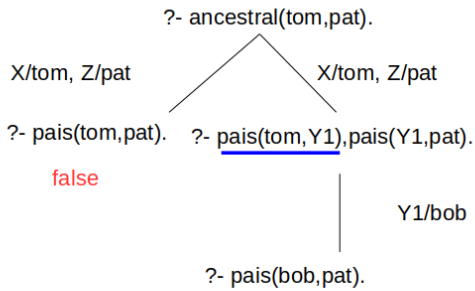 ?- ancestral(tom,pat).
X/tom, Z/pat
X/tom, Z/pat
?- pais(tom,pat).
?- pais(tom,Y1),pais(Y1,pat).
false
Y1/bob
?- pais(bob,pat).